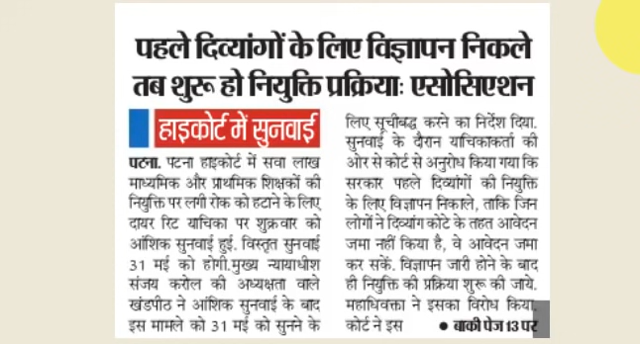 पहले दिव्यांगों के लिए विज्ञापन निकले
तब शुरू हो नियुक्ति प्रक्रियाः एसोसिएशन
हाइकोर्ट में सुनवाई
पटना. पटना हाइकोर्ट में सवा लाख
माध्यमिक और प्राथमिक शिक्षकों की
नियुक्ति पर लगी रोक को हटाने के लिए
दायर रिट याचिका पर शुक्रवार को
आंशिक सुनवाई हुई. विस्तृत सुनवाई
31 मई को होगी.मुख्य न्यायाधीश
संजय करोल की अध्यक्षता वाले
खंडपीठ ने आंशिक सुनवाई के बाद
इस मामले को 31 मई को सुनने के
लिए सूचीबद्ध करने का निर्देश दिया.
सुनवाई के दौरान याचिकाकर्ता की
ओर से कोर्ट से अनुरोध किया गया कि
सरकार पहले दिव्यांगों की नियुक्ति
के लिए विज्ञापन निकाले, ताकि जिन
लोगों ने दिव्यांग कोटे के तहत आवेदन
जमा नहीं किया है, वे आवेदन जमा
कर सकें. विज्ञापन जारी होने के बाद
ही नियुक्ति की प्रक्रिया शुरू की जाये.
महाधिवक्ता ने इसका विरोध किया.
कोर्ट ने इस ● बाकी पेज 13 पर